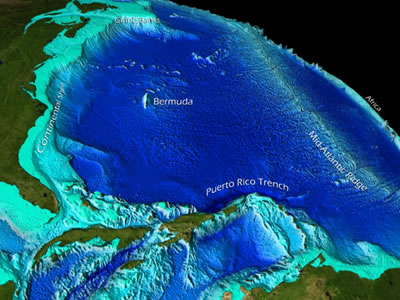 Grand Banks
Africa
Bermuda
Continental Shelf
Mid-Atlantic Ridge
Puerto Rico Trench